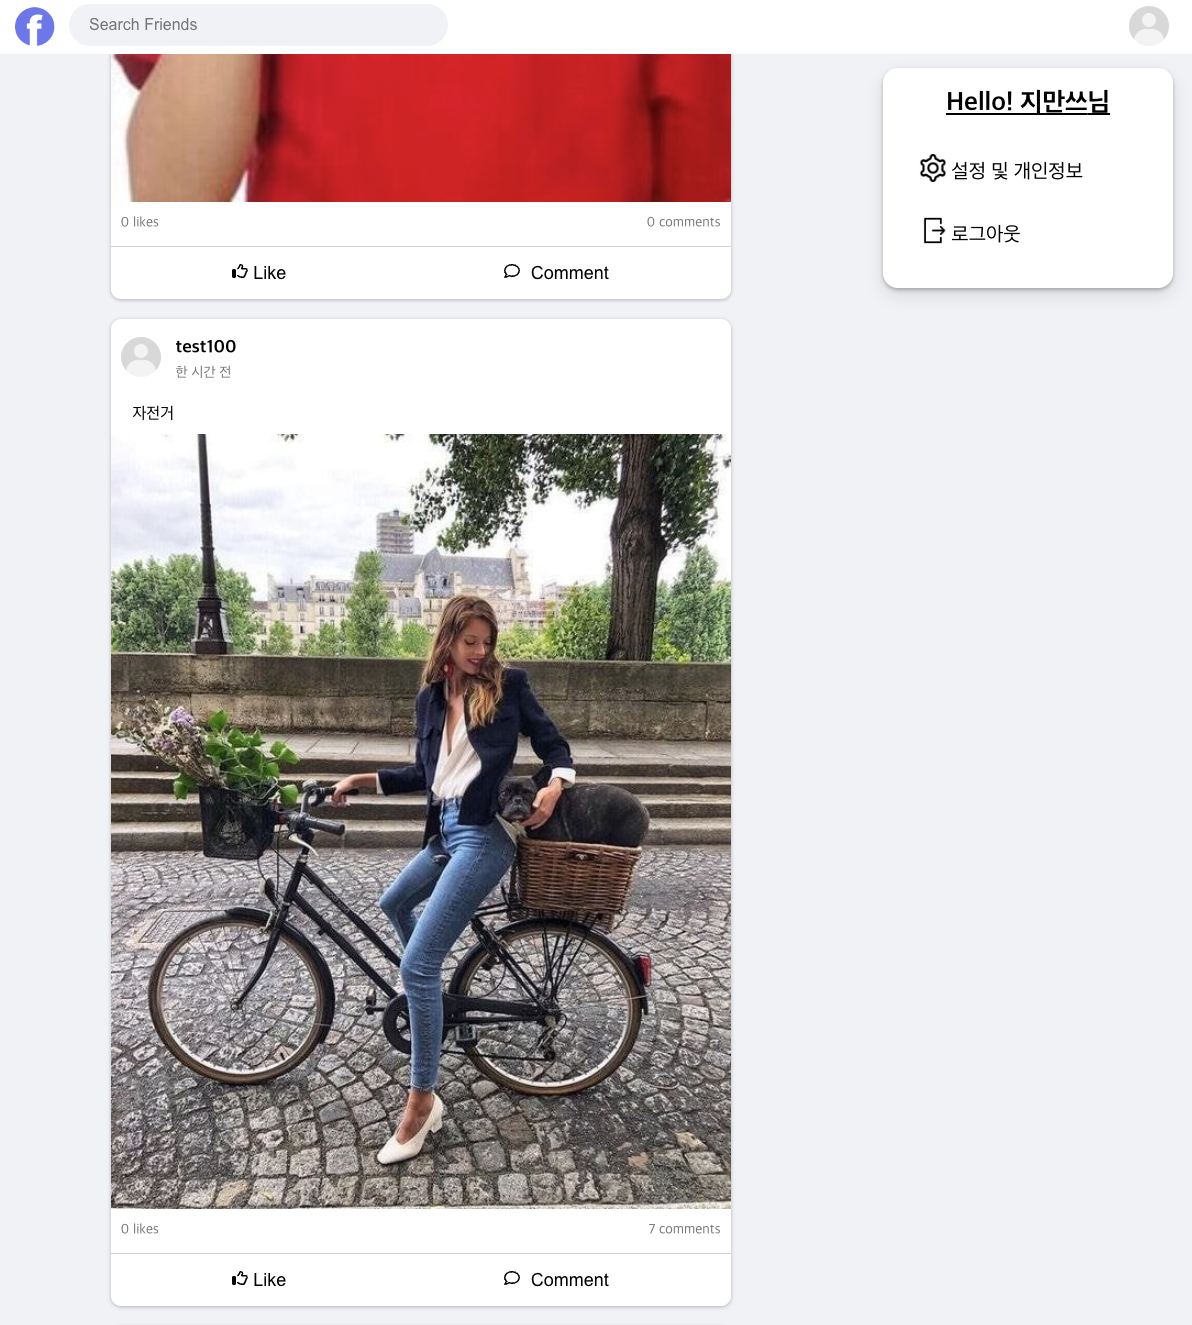 Search Friends
Hello! 지만쓰님
설정 및 개인정보
로그아웃
0 likes
0 comments
Like
Comment
test100
한 시간 전
자전거
0 likes
7 comments
Like
Comment